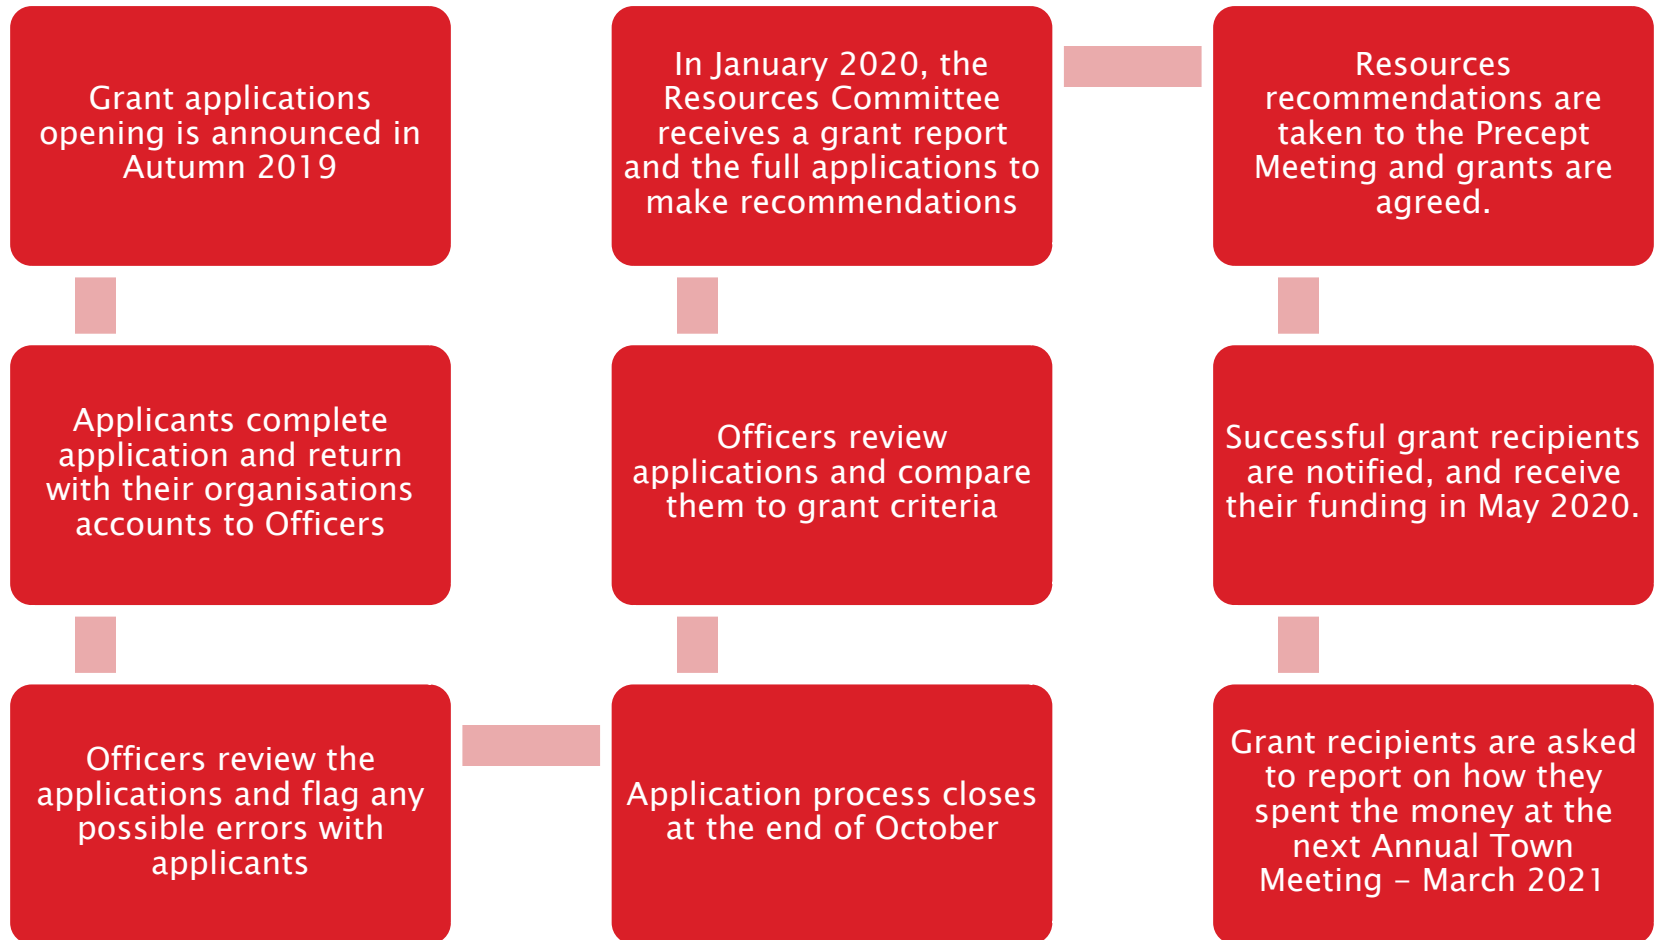 Grant applications
opening is announced in
Autumn 2019
Applicants complete
application and return
with their organisations
accounts to Officers
Officers review the
applications and flag any
possible errors with
applicants
Application process closes
at the end of October
Officers review
applications and compare
them to grant criteria
In January 2020, the
Resources Committee
receives a grant report
and the full applications to
make recommendations
Resources
recommendations are
taken to the Precept
Meeting and grants are
agreed.
Successful grant recipients
are notified, and receive
their funding in May 2020.
Grant recipients are asked
to report on how they
spent the money at the
next Annual Town
Meeting – March 2021